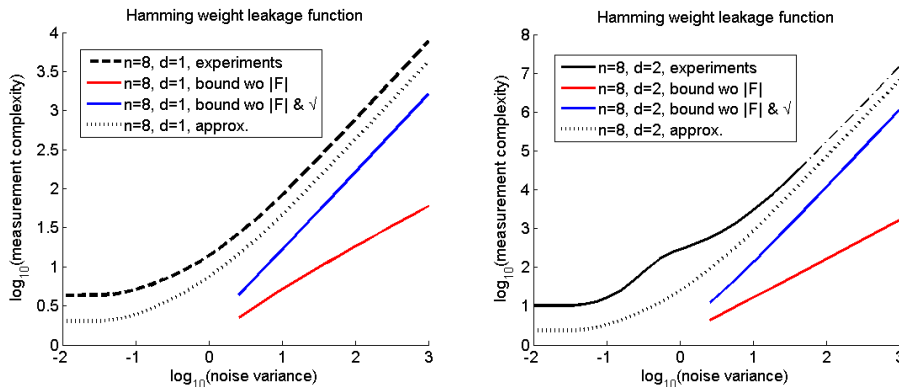 Hamming weight leakage function
log10(measurement complexity)
4
3.5
3
2.5
2
1.5
1
0.5
0
n=8, d=1, experiments
n=8, d=1, bound wo |F|
n=8, d=1, bound wo |F| & √
n=8, d=1, approx.
-2
-1
0
1
2
3
log10(noise variance)
Hamming weight leakage function
log10(measurement complexity)
8
7
6
5
4
3
2
1
0
n=8, d=2, experiments
n=8, d=2, bound wo |F|
n=8, d=2, bound wo |F| & √
n=8, d=2, approx.
-2
-1
0
1
2
3
log10(noise variance)